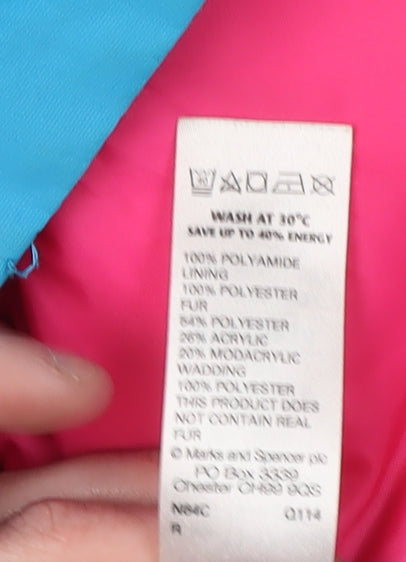 WASH AT 30°C
SAVE UP TO 40% ENERGY
100% POLYAMIDE
LINING
100% POLYESTER
FUR
54% POLYESTER
26% ACRYLIC
20% MODACRYLIC
WADDING
100% POLYESTER
THIS PRODUCT DOES
NOT CONTAIN REAL
FUR
© Marks and Spencer plc
PO Box 3339
Chester CH99 9QS
N64C Q114
R